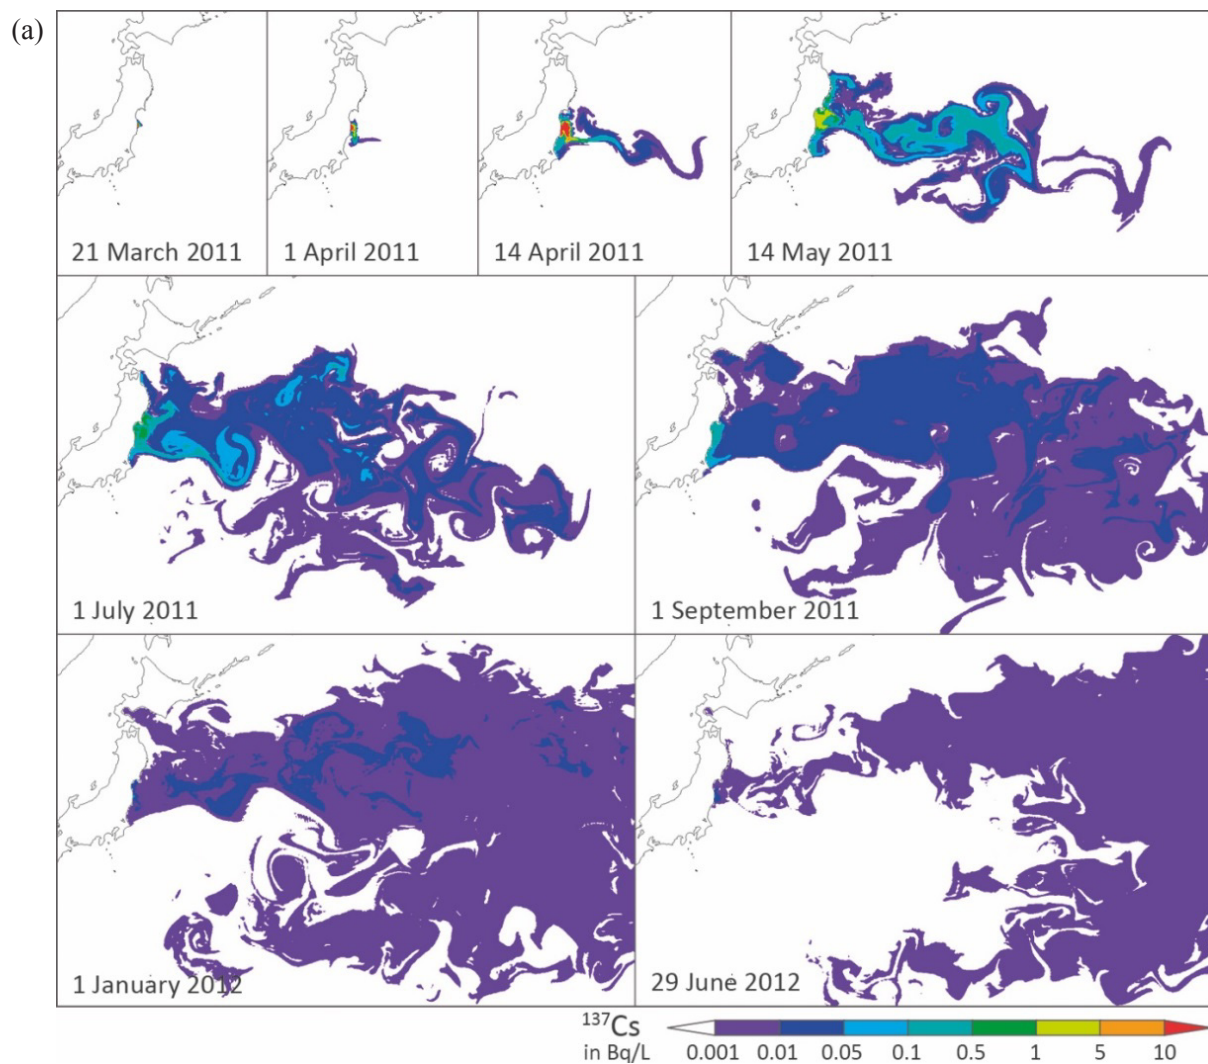 (a)
21 March 2011
1 April 2011
14 April 2011
14 May 2011
1 July 2011
1 September 2011
1 January 2012
29 June 2012
¹³⁷Cs
in Bq/L
0.001 0.01 0.05 0.1 0.5 1 5 10